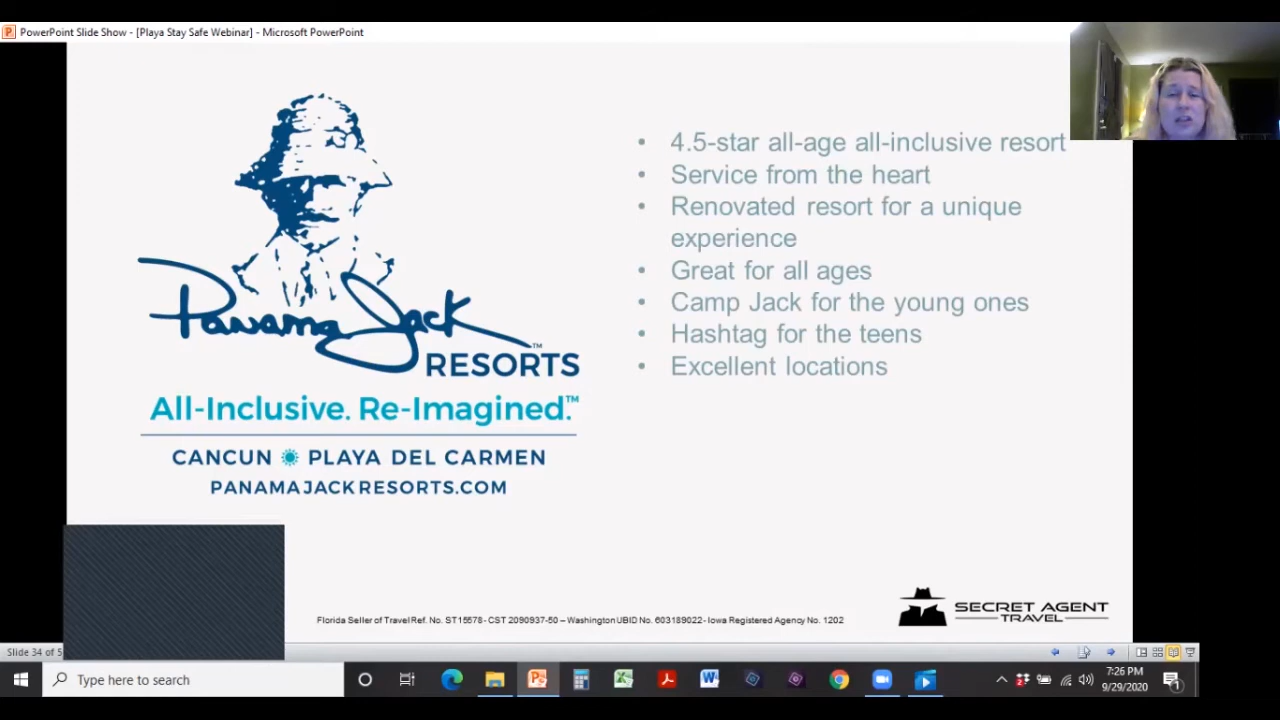 PowerPoint Slide Show - [Playa Stay Safe Webinar] - Microsoft PowerPoint
• 4.5-star all-age all-inclusive resort
• Service from the heart
• Renovated resort for a unique
experience
• Great for all ages
• Camp Jack for the young ones
• Hashtag for the teens
• Excellent locations
Panama Jack
RESORTS™
All-Inclusive. Re-Imagined.™
CANCUN PLAYA DEL CARMEN
PANAMAJACKRESORTS.COM
SECRET AGENT
TRAVEL
Florida Seller of Travel Ref. No. ST15578- CST 2090937-50 – Washington UBID No. 603189022- Iowa Registered Agency No. 1202
Slide 34 of 5
Type here to search
7:26 PM
9/29/2020